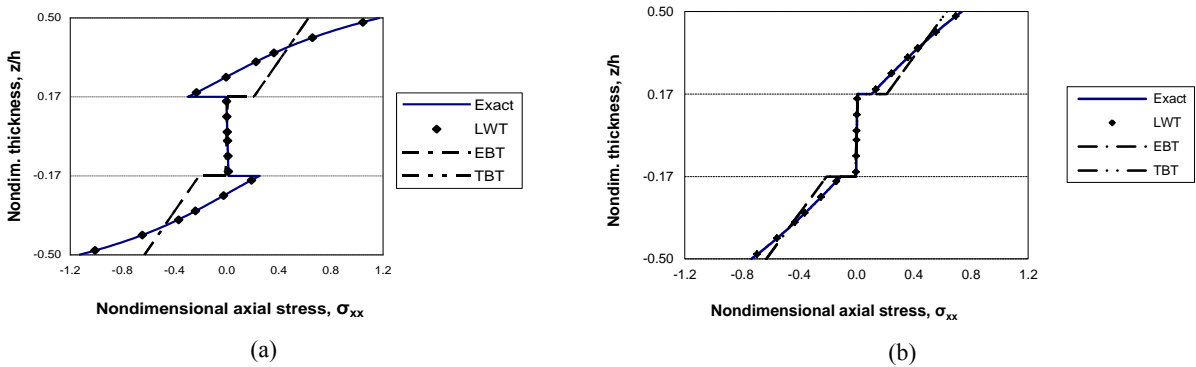 0.50
0.17
-0.17
-0.50
Nondim. thickness, z/h
-1.2 -0.8 -0.4 0.0 0.4 0.8 1.2
Nondimensional axial stress, σxx
Exact
LWT
EBT
TBT
(a)
0.50
0.17
-0.17
-0.50
Nondim. thickness, z/h
-1.2 -0.8 -0.4 0.0 0.4 0.8 1.2
Nondimensional axial stress, σxx
Exact
LWT
EBT
TBT
(b)